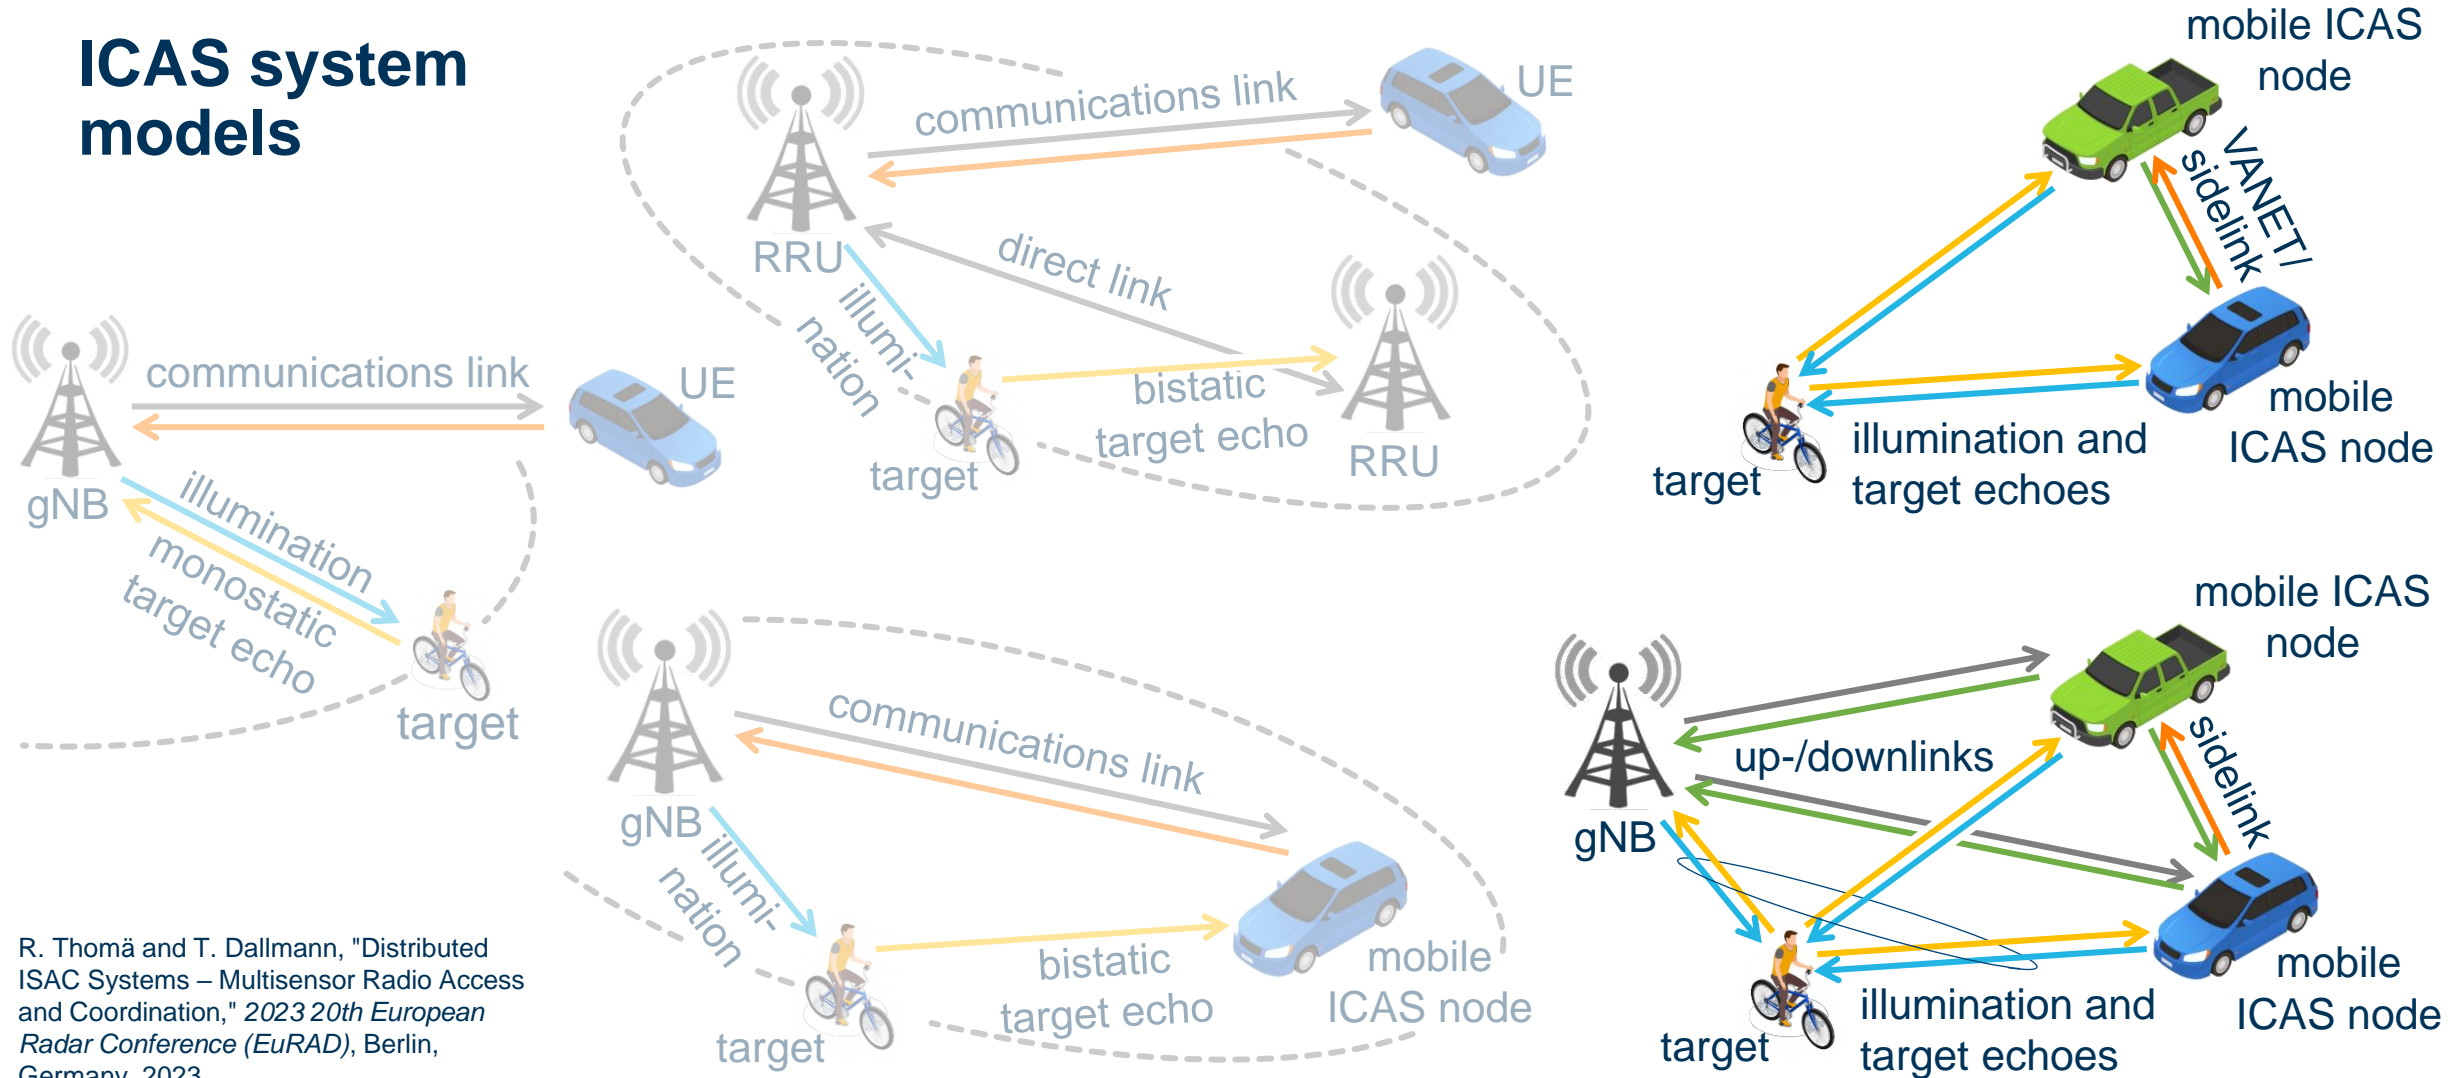 ICAS system
models
communications link
UE
RRU
direct link
illumi-
nation
bistatic
target echo
target
RRU
mobile ICAS
node
VANET/
sidelink
mobile
ICAS node
illumination and
target echoes
target
communications link
UE
gNB
illumination
monostatic
target echo
target
communications link
gNB
illumi-
nation
bistatic
target echo
mobile
ICAS node
target
mobile ICAS
node
up-/downlinks
sidelink
gNB
mobile
ICAS node
illumination and
target echoes
target
R. Thomä and T. Dallmann, "Distributed
ISAC Systems – Multisensor Radio Access
and Coordination," 2023 20th European
Radar Conference (EuRAD), Berlin,
Germany, 2023